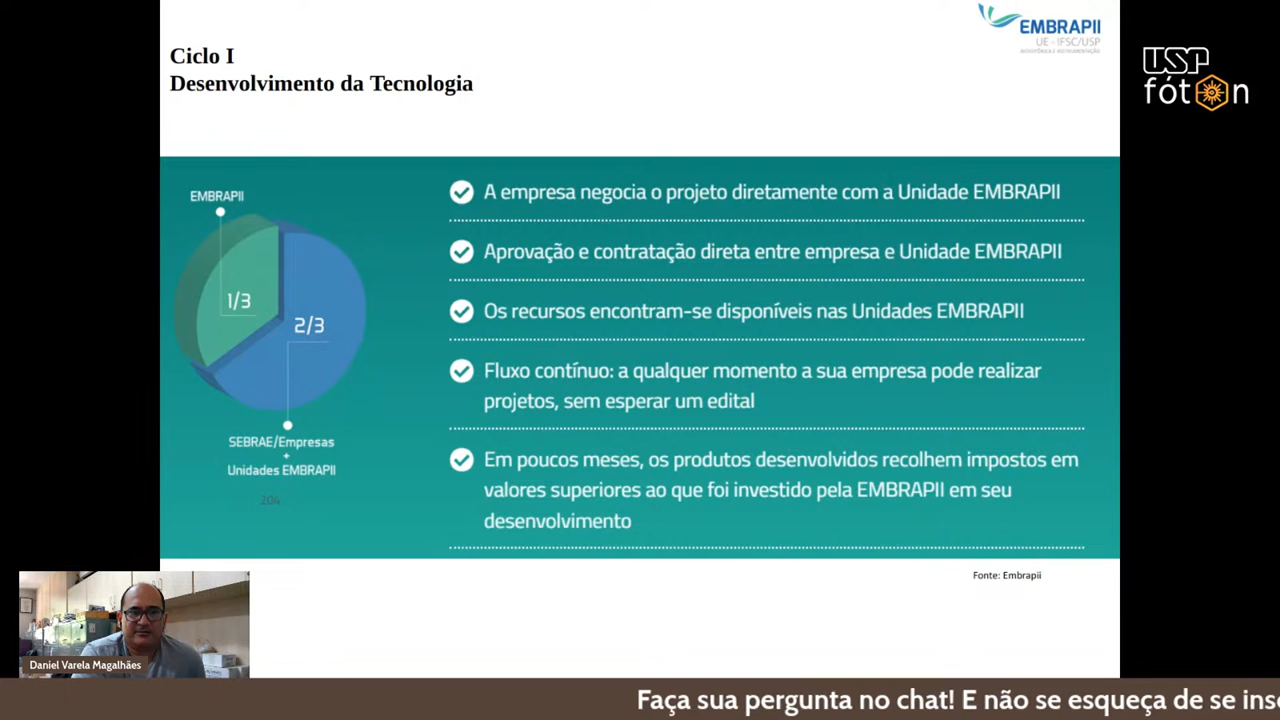 Ciclo I
Desenvolvimento da Tecnologia
EMBRAPII
UE - IFSC/USP
BIOFOTÔNICA E INSTRUMENTAÇÃO
USP
fóton
EMBRAPII
1/3
2/3
SEBRAE/Empresas
+
Unidades EMBRAPII
204
A empresa negocia o projeto diretamente com a Unidade EMBRAPII
Aprovação e contratação direta entre empresa e Unidade EMBRAPII
Os recursos encontram-se disponíveis nas Unidades EMBRAPII
Fluxo contínuo: a qualquer momento a sua empresa pode realizar
projetos, sem esperar um edital
Em poucos meses, os produtos desenvolvidos recolhem impostos em
valores superiores ao que foi investido pela EMBRAPII em seu
desenvolvimento
Fonte: Embrapii
Daniel Varela Magalhães
Faça sua pergunta no chat! E não se esqueça de se ins